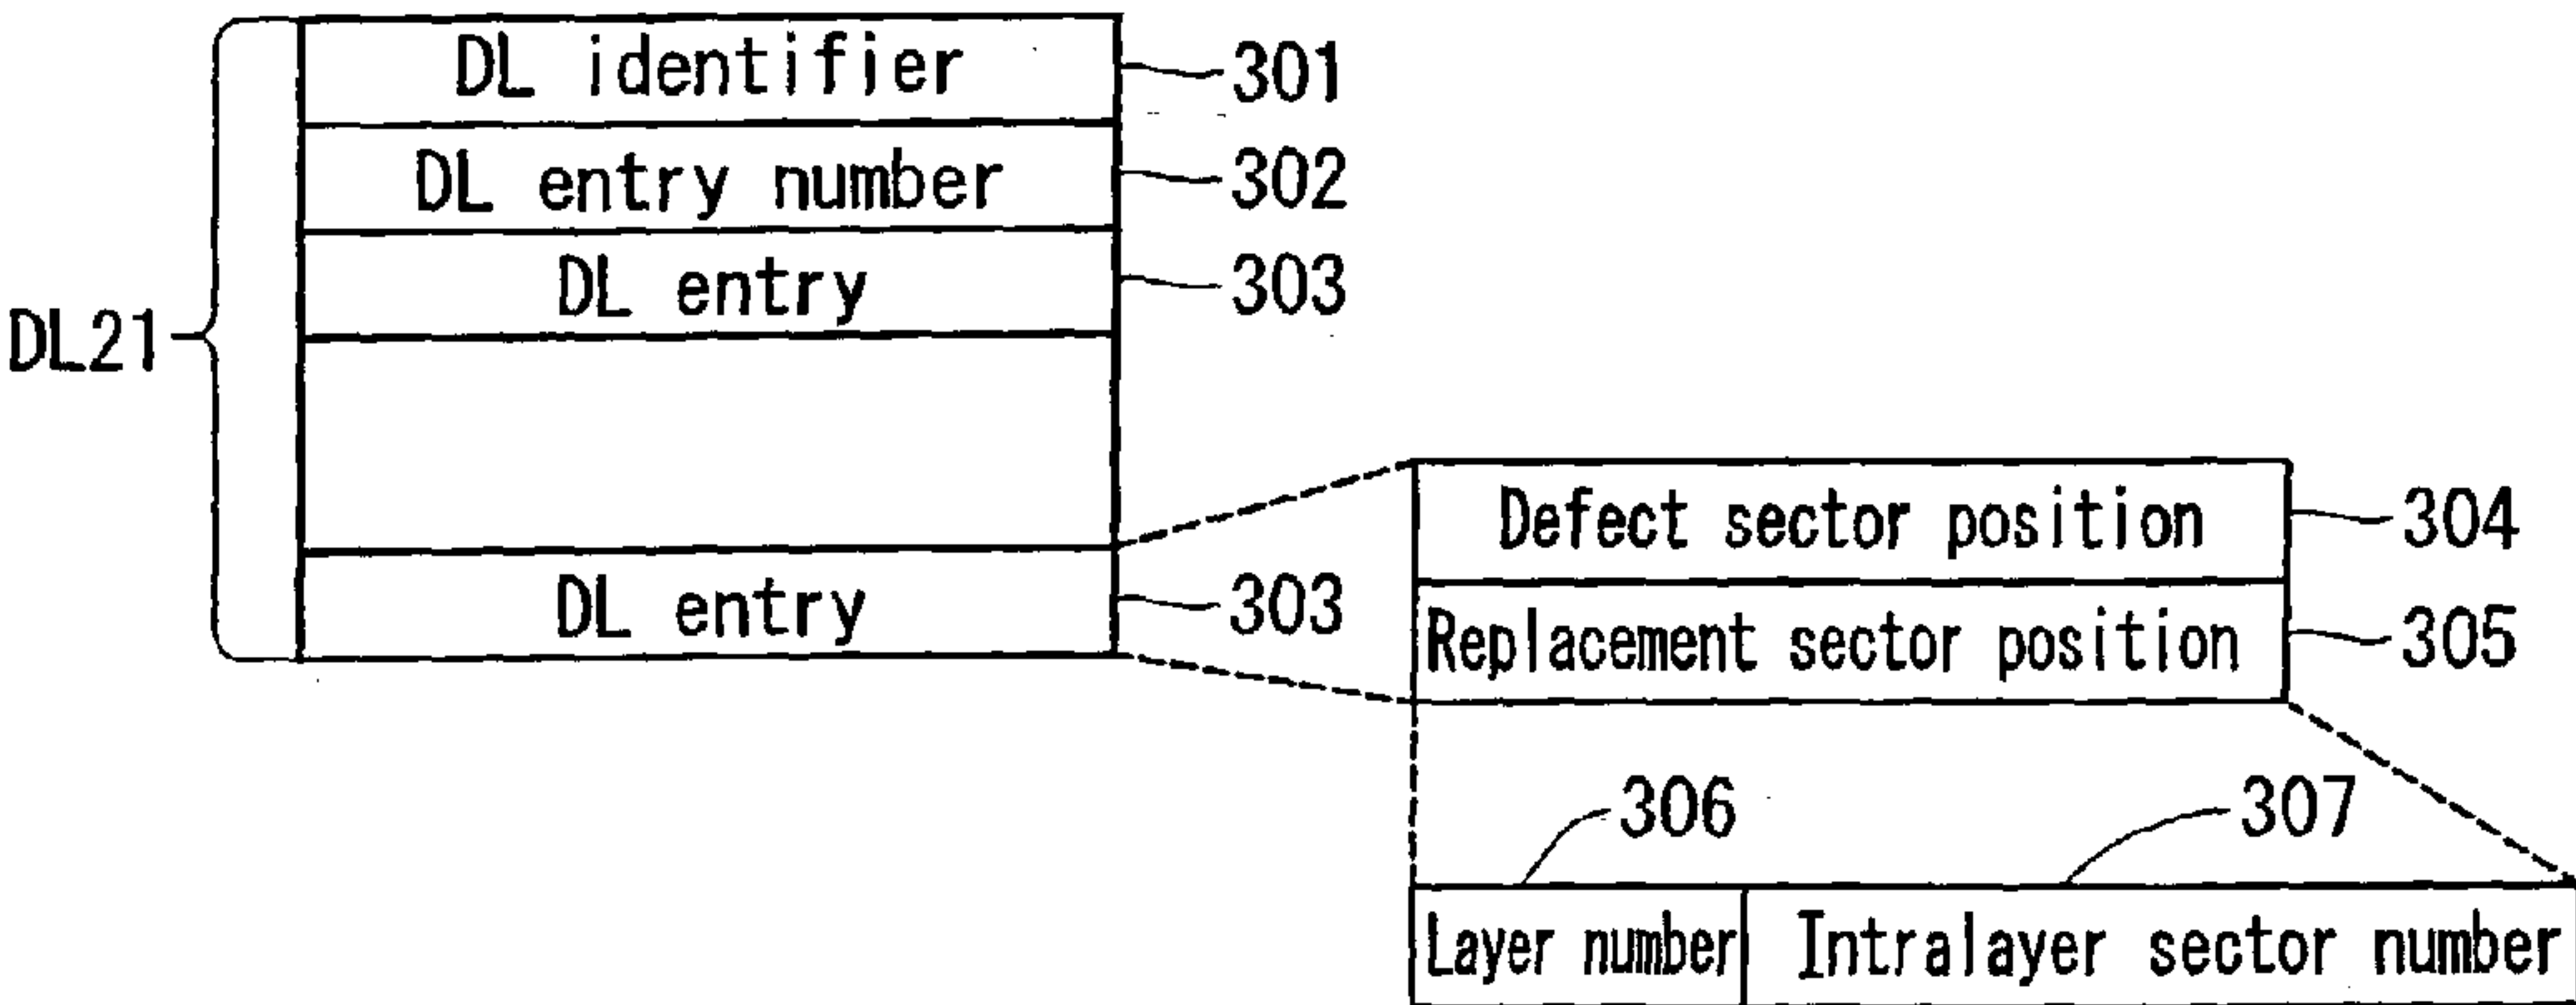 DL identifier 301
DL entry number 302
DL entry 303
DL21
DL entry 303
Defect sector position 304
Replacement sector position 305
306 307
Layer number Intralayer sector number